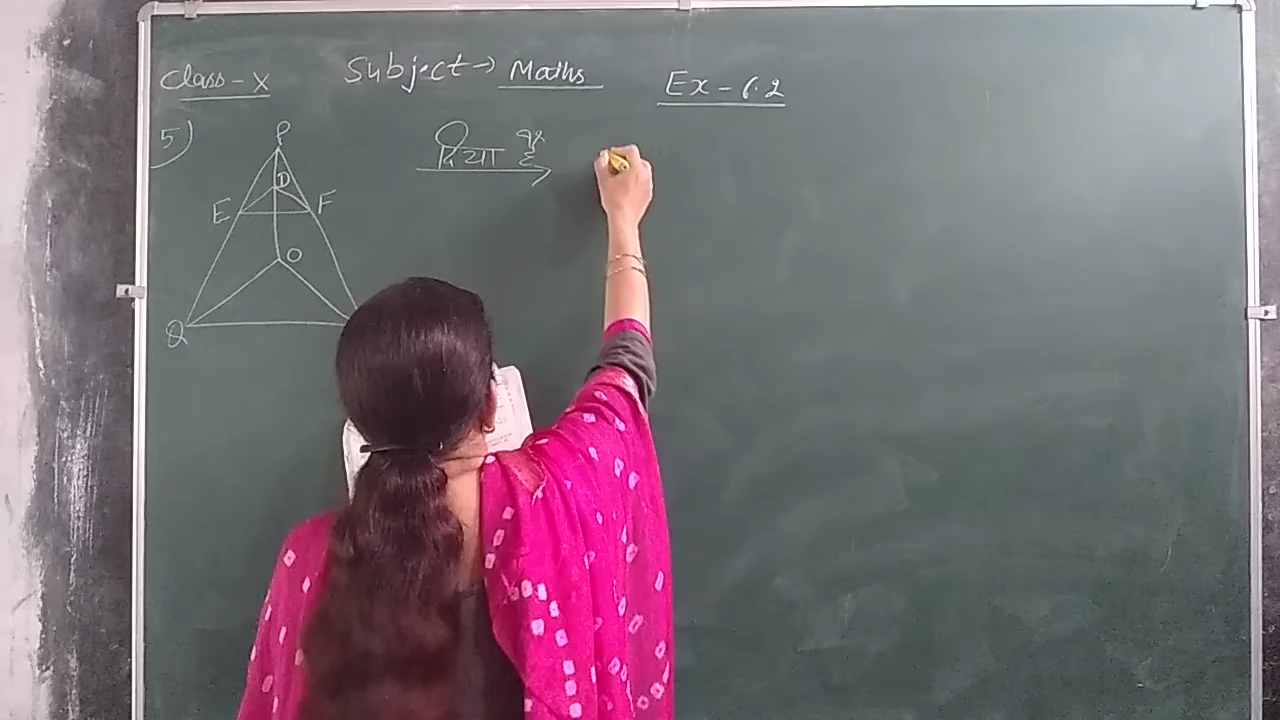 Class - X Subject → Maths Ex - 6.2
5)
P
दिया है
D
E F
O
Q